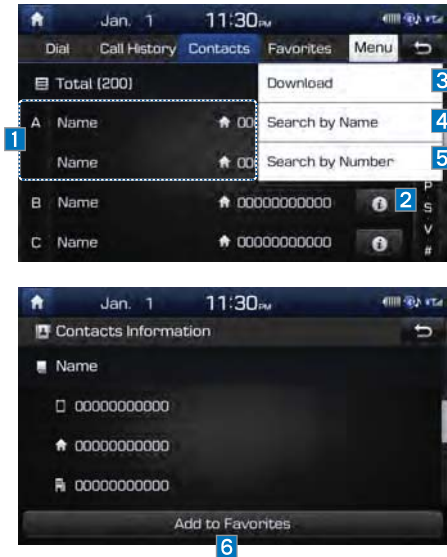 Jan. 1 11:30PM
Dial Call History Contacts Favorites Menu
Total (200)
Download 3
A Name 00 Search by Name 4
1
Name 00 Search by Number 5
P
B Name 00000000000 2 S
V
C Name 00000000000 #
Jan. 1 11:30PM
Contacts Information
Name
00000000000
00000000000
00000000000
Add to Favorites
6